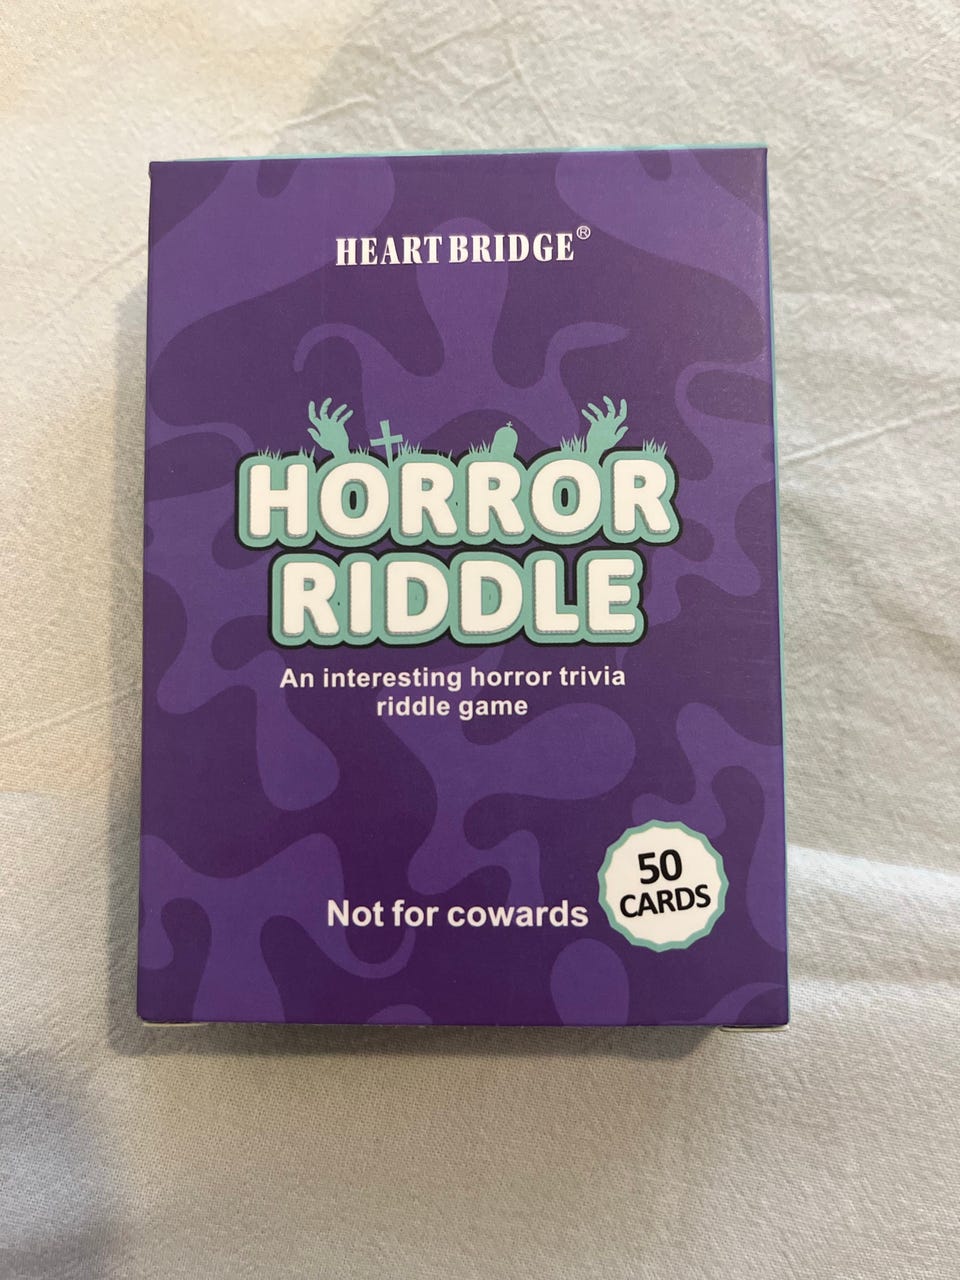 HEART BRIDGE®
HORROR
RIDDLE
An interesting horror trivia
riddle game
50
CARDS
Not for cowards